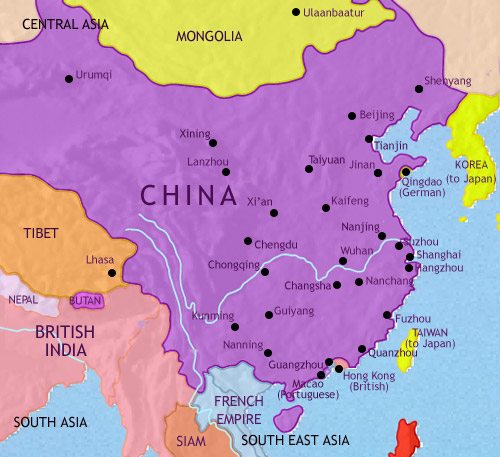 Ulaanbaatur
CENTRAL ASIA
MONGOLIA
Urumqi
Shenyang
Beijing
Xining
Tianjin
Lanzhou
Taiyuan
Jinan
KOREA
(to Japan)
Qingdao
(German)
CHINA
Xi'an
Kaifeng
TIBET
Nanjing
Chengdu
Suzhou
Wuhan
Shanghai
Lhasa
Chongqing
Hangzhou
Changsha
Nanchang
NEPAL
BUTAN
Kunming
Guiyang
Fuzhou
BRITISH
INDIA
TAIWAN
(to Japan)
Nanning
Quanzhou
Guangzhou
Hong Kong
(British)
Macao
(Portuguese)
FRENCH
EMPIRE
SOUTH ASIA
SIAM
SOUTH EAST ASIA